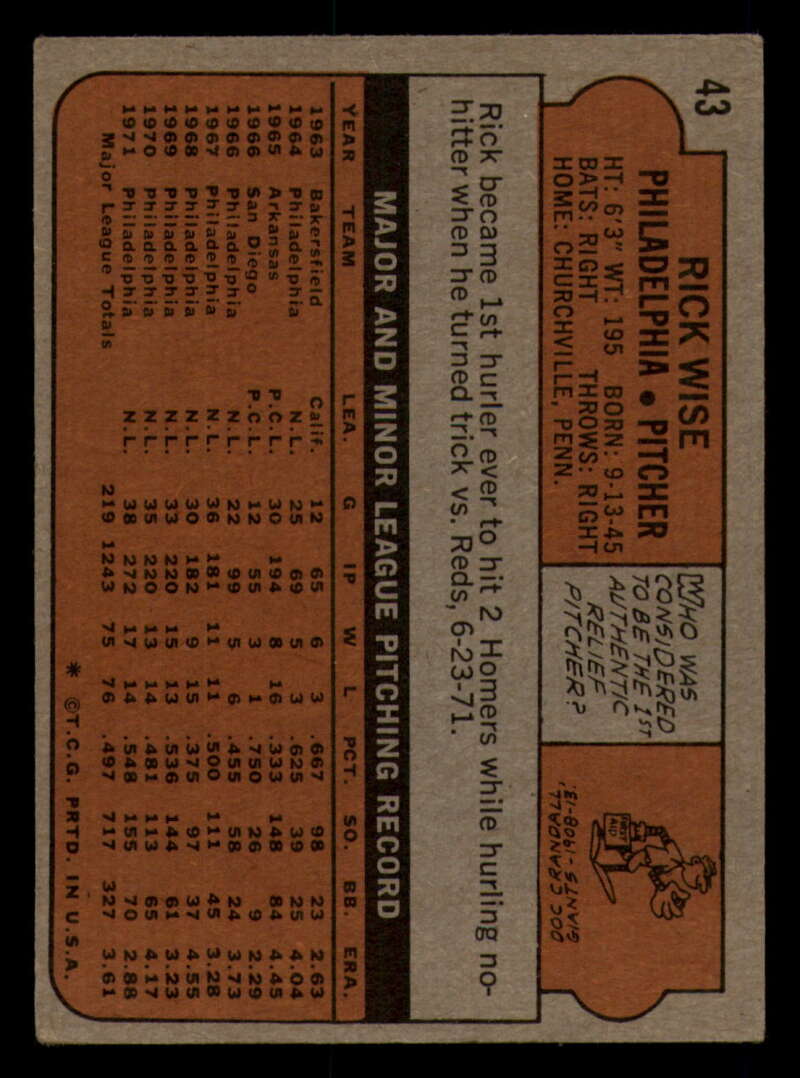 43
RICK WISE
PHILADELPHIA • PITCHER
HT: 6'3" WT: 195 BORN: 9-13-45
BATS: RIGHT THROWS: RIGHT
HOME: CHURCHVILLE, PENN.
WHO WAS
CONSIDERED
TO BE THE 1ST
AUTHENTIC
RELIEF
PITCHER?
FIRST
AID
DOC CRANDALL,
GIANTS-1908-13.
Rick became 1st hurler ever to hit 2 Homers while hurling no-
hitter when he turned trick vs. Reds, 6-23-71.
MAJOR AND MINOR LEAGUE PITCHING RECORD
YEAR TEAM LEA. G IP W L PCT. SO. BB. ERA.
1963 Bakersfield Calif. 12 65 6 3 .667 98 23 2.63
1964 Philadelphia N.L. 25 69 5 3 .625 39 25 4.04
1965 Arkansas P.C.L. 30 194 8 16 .333 148 84 4.45
1966 San Diego P.C.L. 12 55 3 1 .750 26 9 2.29
1966 Philadelphia N.L. 22 99 5 6 .455 58 24 3.73
1967 Philadelphia N.L. 36 181 11 11 .500 111 45 3.28
1968 Philadelphia N.L. 30 182 9 15 .375 97 37 4.55
1969 Philadelphia N.L. 33 220 15 13 .536 144 61 3.23
1970 Philadelphia N.L. 35 220 13 14 .481 113 65 4.17
1971 Philadelphia N.L. 38 272 17 14 .548 155 70 2.88
Major League Totals 219 1243 75 76 .497 717 327 3.61
* ©T.C.G. PRTD. IN U.S.A.